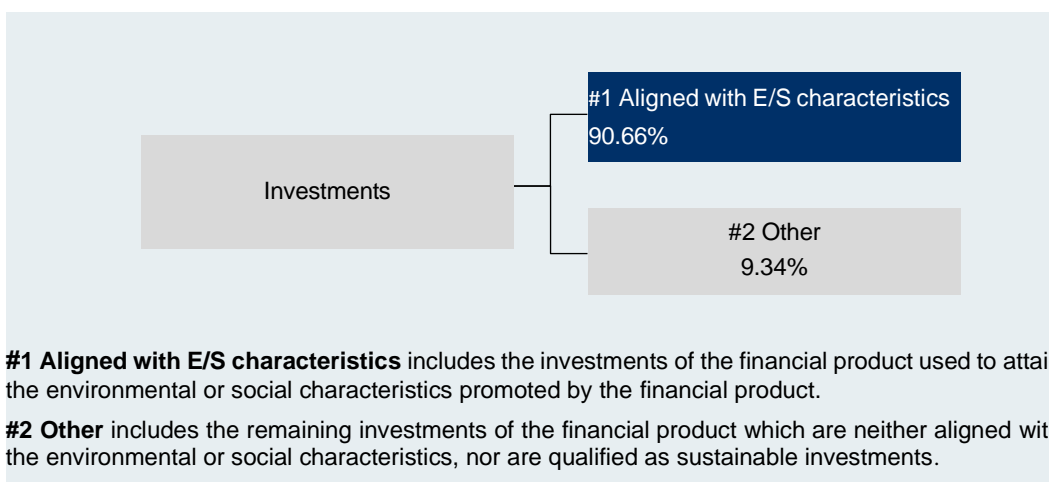 #1 Aligned with E/S characteristics
90.66%
Investments
#2 Other
9.34%
#1 Aligned with E/S characteristics includes the investments of the financial product used to attai
the environmental or social characteristics promoted by the financial product.
#2 Other includes the remaining investments of the financial product which are neither aligned wit
the environmental or social characteristics, nor are qualified as sustainable investments.